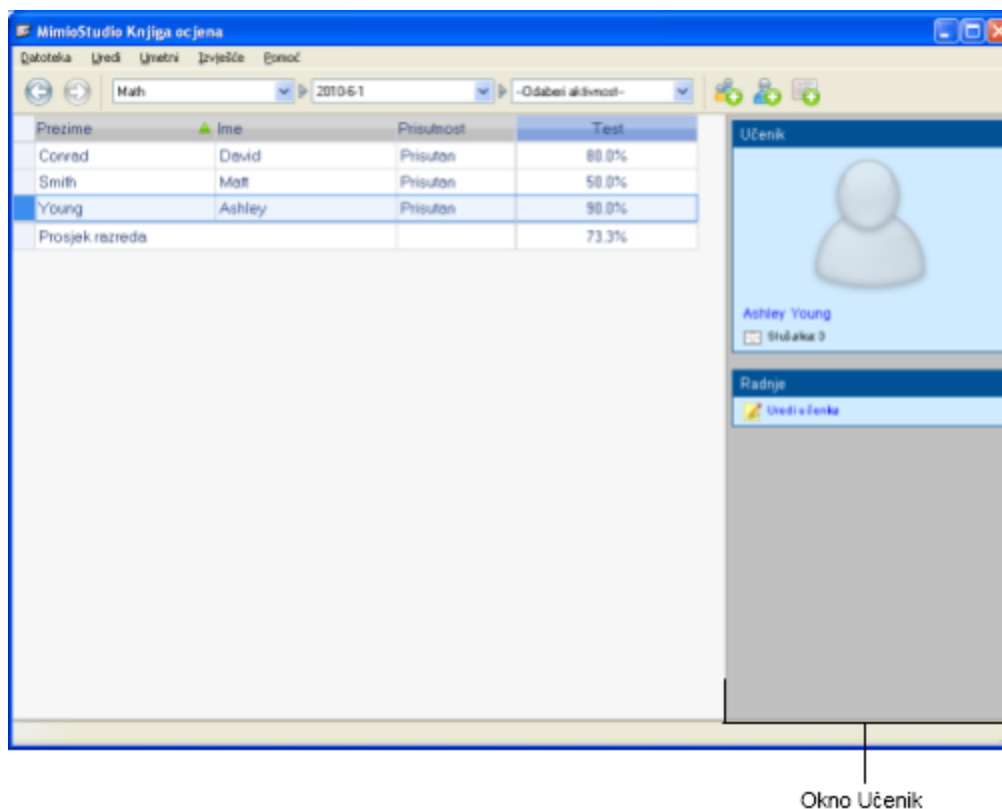 MimioStudio Knjiga ocjena
Datoteka Uredi Umetni Izvješće Pomoć
Math 2010-6-1 -Odaberi aktivnost-
Prezime Ime Prisutnost Test
Conrad David Prisutan 80.0%
Smith Matt Prisutan 50.0%
Young Ashley Prisutan 90.0%
Prosjek razreda 73.3%
Učenik
Ashley Young
3
Radnje
Uredi učenika
Okno Učenik